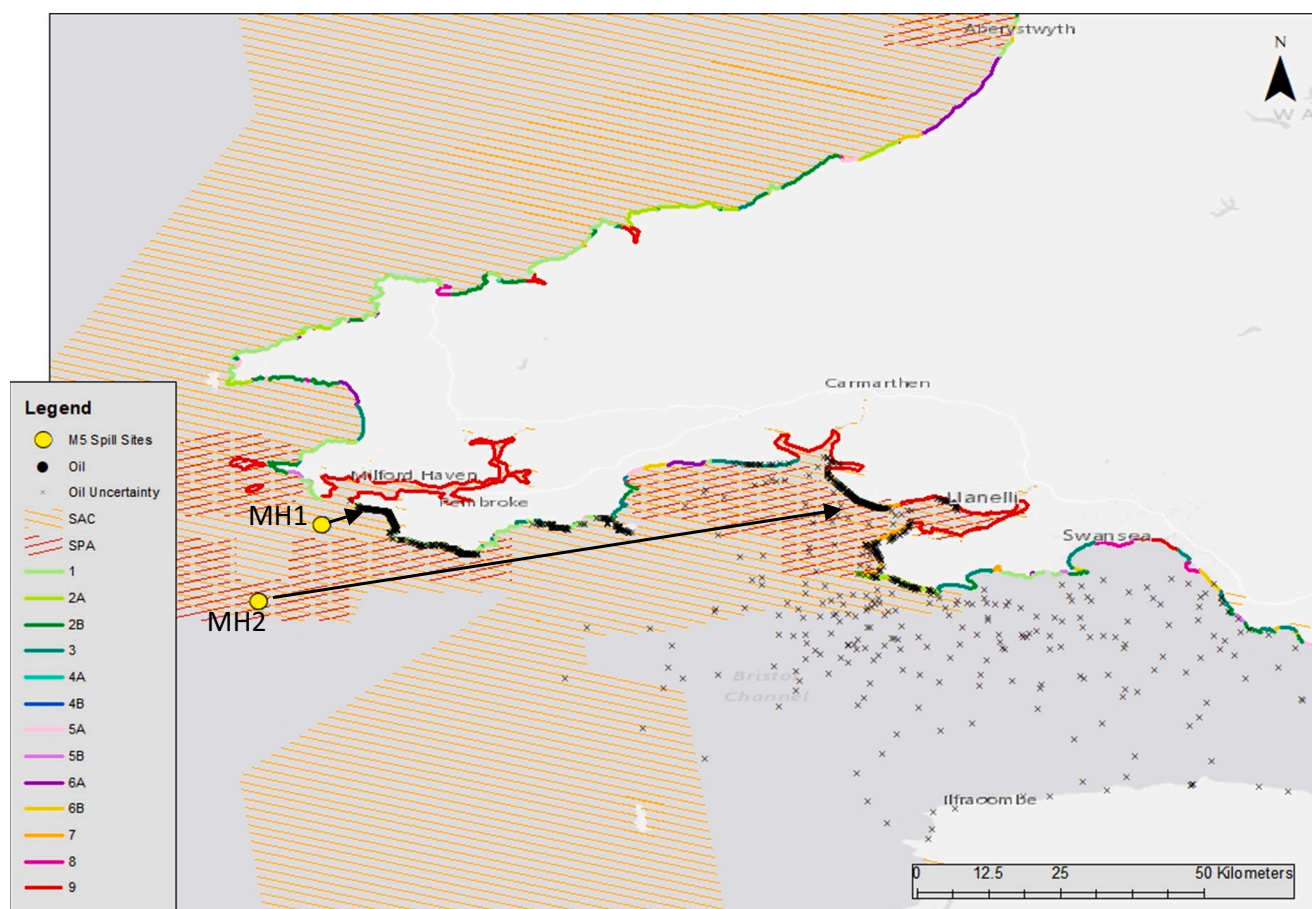 Aberystwyth
N
W A
Carmarthen
Legend
M5 Spill Sites
Oil
Oil Uncertainty
SAC
SPA
1
2A
2B
3
4A
4B
5A
5B
6A
6B
7
8
9
Milford Haven
Pembroke
Llanelli
MH1
Swansea
MH2
Bristol
Channel
Ilfracombe
0 12.5 25 50 Kilometers